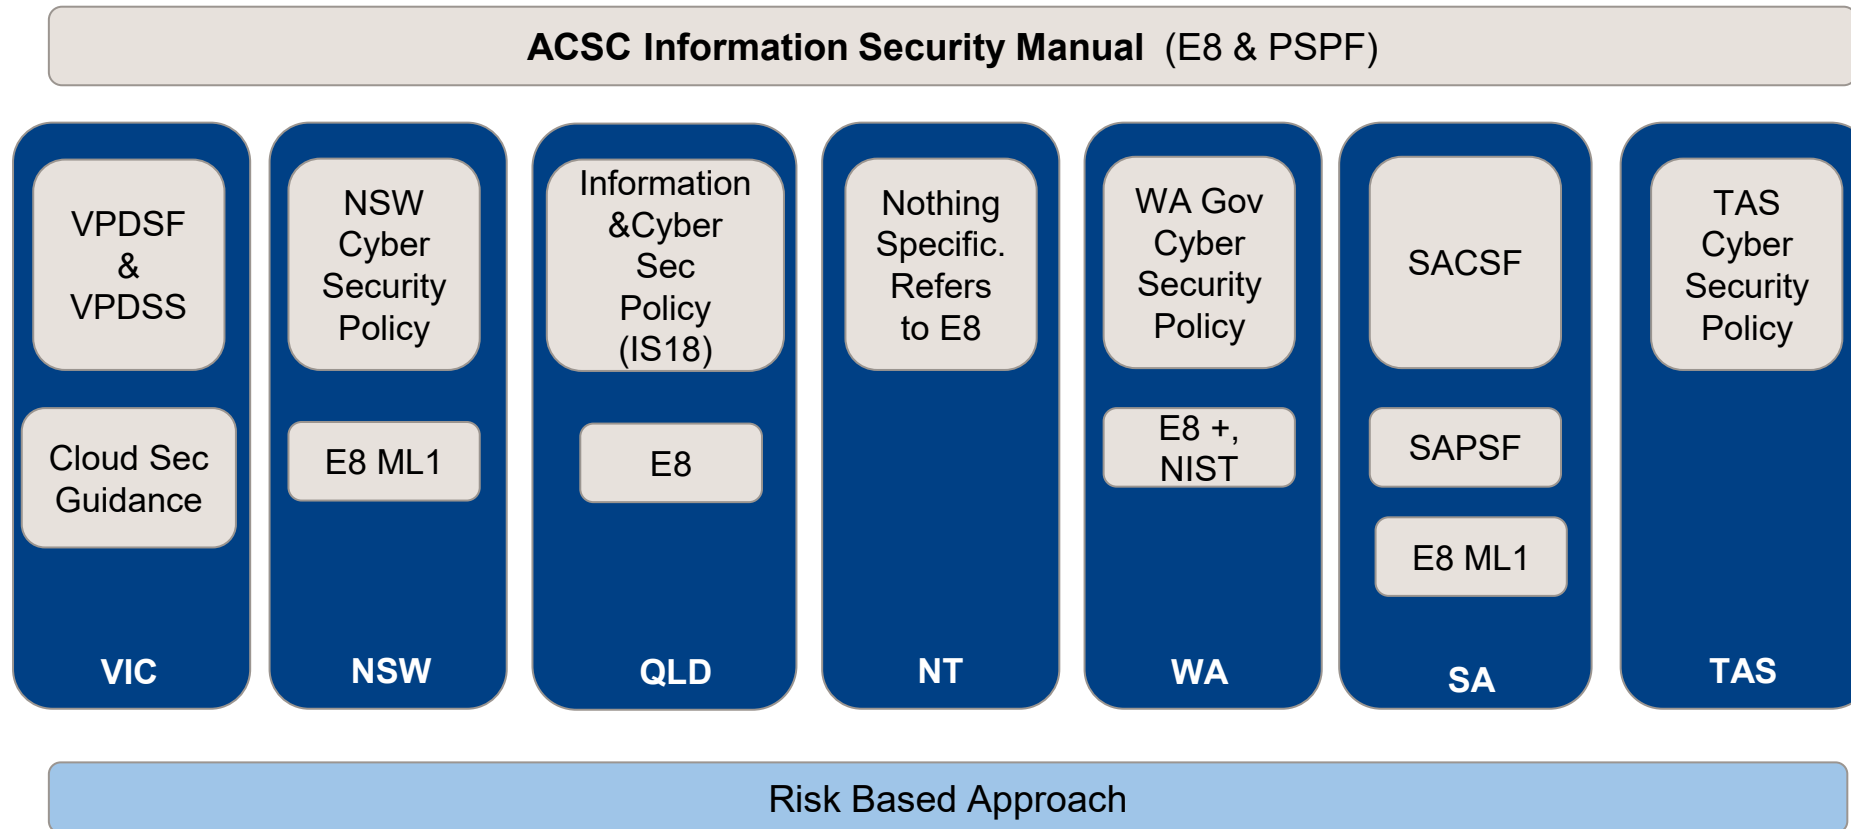 ACSC Information Security Manual (E8 & PSPF)
VPDSF
&
VPDSS
Cloud Sec
Guidance
VIC
NSW
Cyber
Security
Policy
E8 ML1
NSW
Information
&Cyber
Sec
Policy
(IS18)
E8
QLD
Nothing
Specific.
Refers
to E8
NT
WA Gov
Cyber
Security
Policy
E8 +,
NIST
WA
SACSF
SAPSF
E8 ML1
SA
TAS
Cyber
Security
Policy
TAS
Risk Based Approach